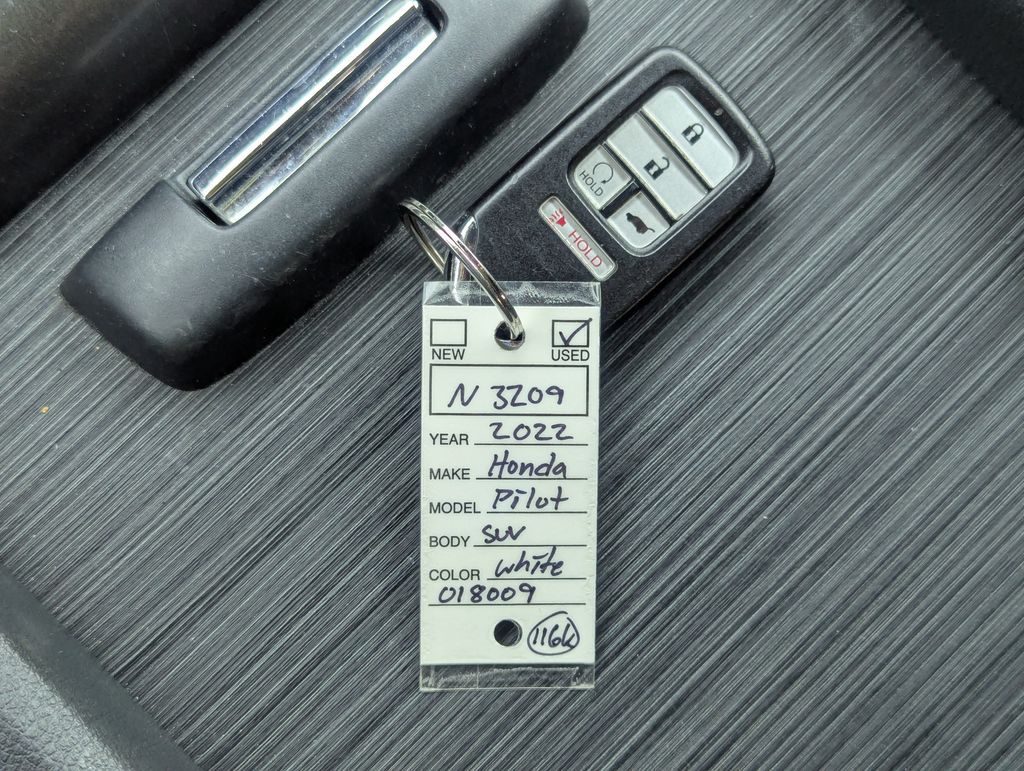 HOLD
HOLD
NEW USED
N 3209
YEAR 2022
MAKE Honda
MODEL Pilot
BODY SUV
COLOR white
018009
116k